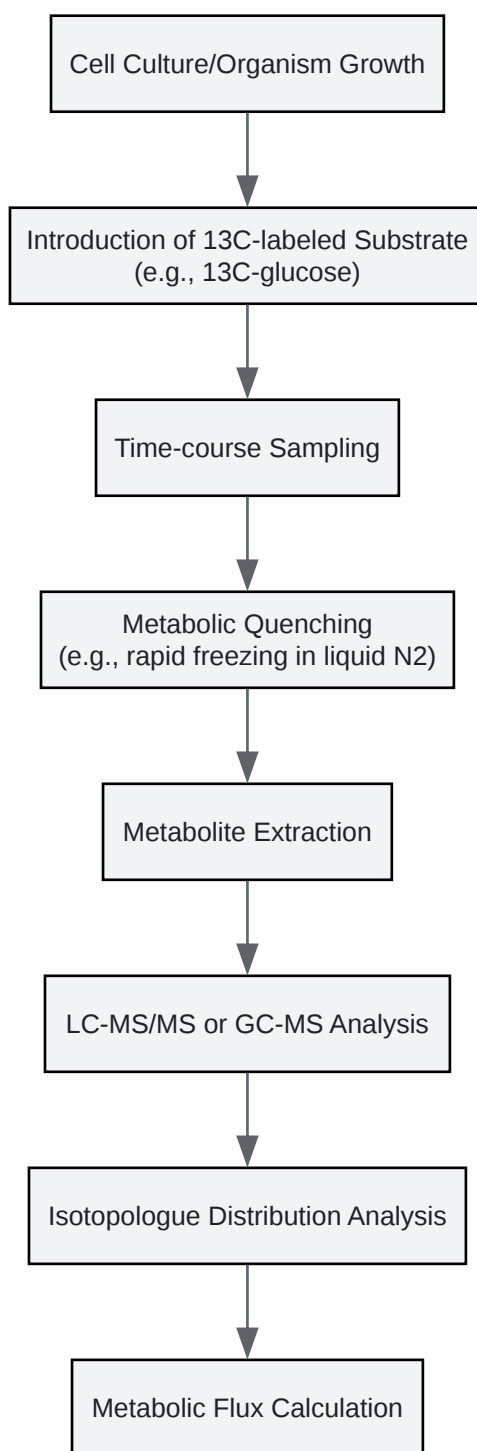 Cell Culture/Organism Growth
Introduction of 13C-labeled Substrate
(e.g., 13C-glucose)
Time-course Sampling
Metabolic Quenching
(e.g., rapid freezing in liquid N2)
Metabolite Extraction
LC-MS/MS or GC-MS Analysis
Isotopologue Distribution Analysis
Metabolic Flux Calculation